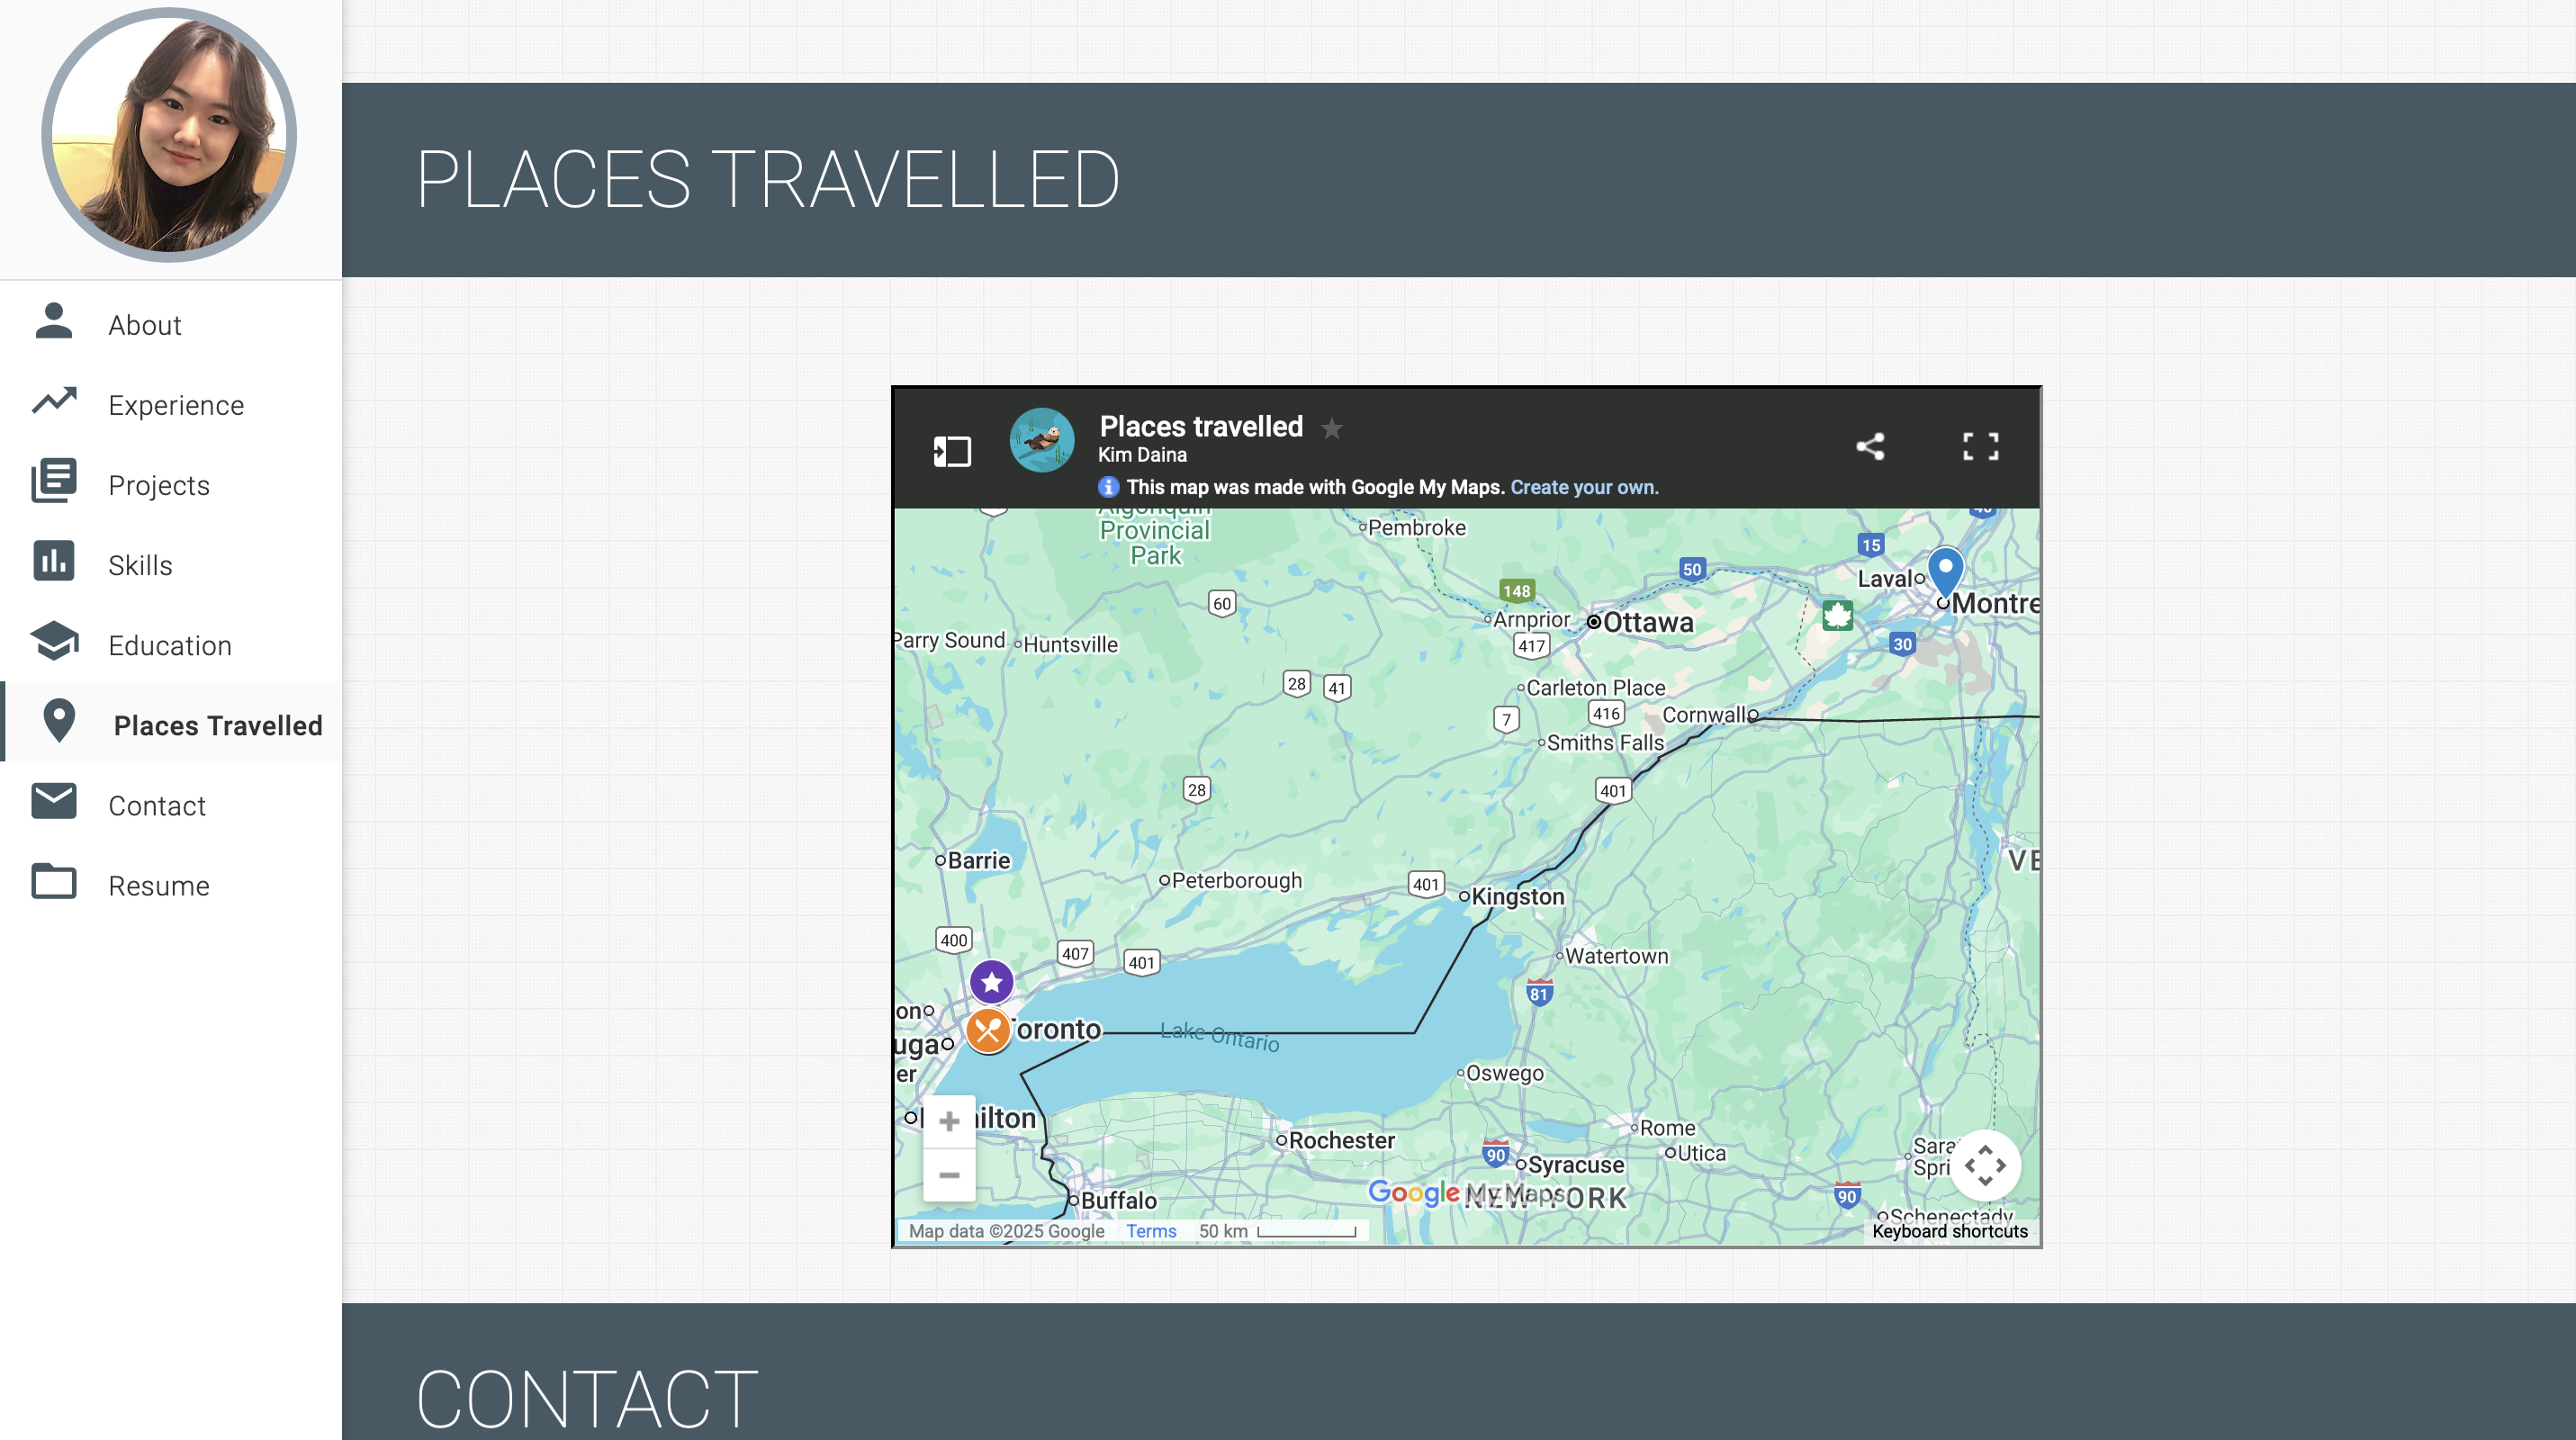 PLACES TRAVELLED
About
Experience
Projects
Skills
Education
Places Travelled
Contact
Resume
Places travelled
Kim Daina
This map was made with Google My Maps. Create your own.
Provincial
Park
Pembroke
15
50
Laval
148
Montre
60
Arnprior
Ottawa
417
30
Parry Sound
Huntsville
28
41
Carleton Place
7
416
Cornwall
Smiths Falls
28
401
Barrie
VE
Peterborough
401
Kingston
400
407
401
Watertown
81
on
oronto
Lake Ontario
uga
er
Oswego
ilton
Rochester
Rome
90
Syracuse
Utica
Sara
Spri
Buffalo
Google My Maps
NEW YORK
90
Schenectady
Map data ©2025 Google
Terms
50 km
Keyboard shortcuts
CONTACT